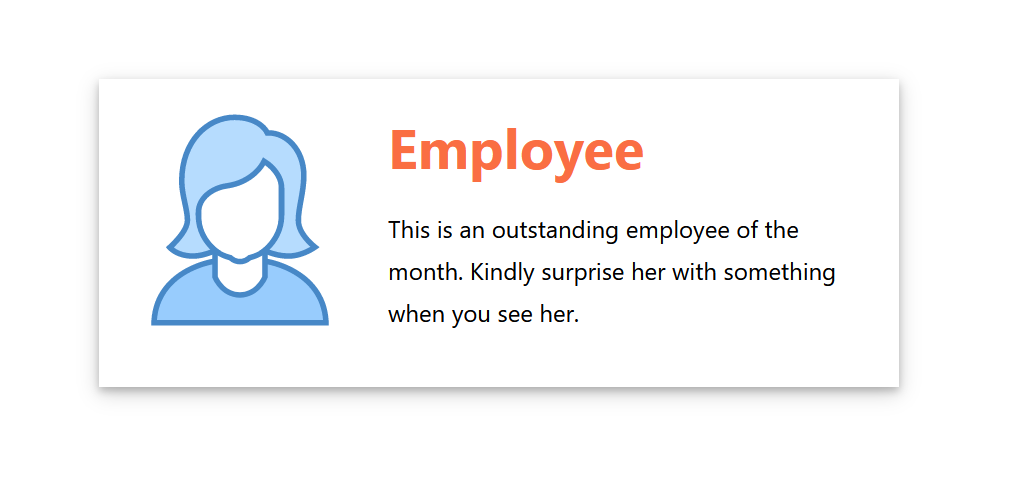 Employee
This is an outstanding employee of the
month. Kindly surprise her with something
when you see her.